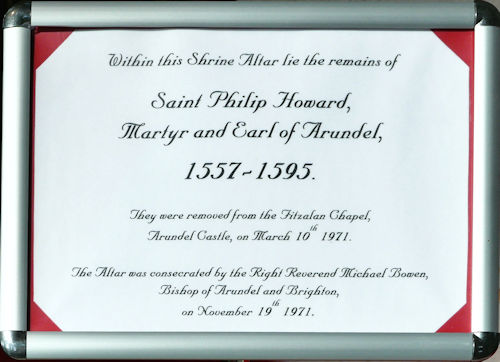 Within this Shrine Altar lie the remains of
Saint Philip Howard,
Martyr and Earl of Arundel,
1557~1595.
They were removed from the Fitzalan Chapel,
Arundel Castle, on March 10th 1971.
The Altar was consecrated by the Right Reverend Michael Bowen,
Bishop of Arundel and Brighton,
on November 19th 1971.